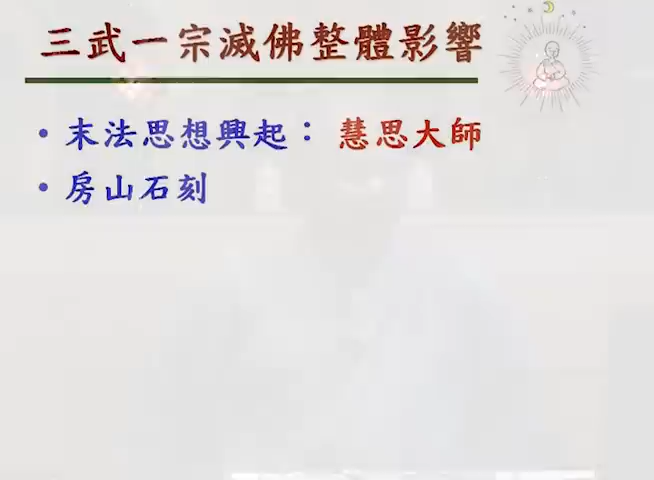 三武一宗滅佛整體影響
• 末法思想興起： 慧思大師
• 房山石刻